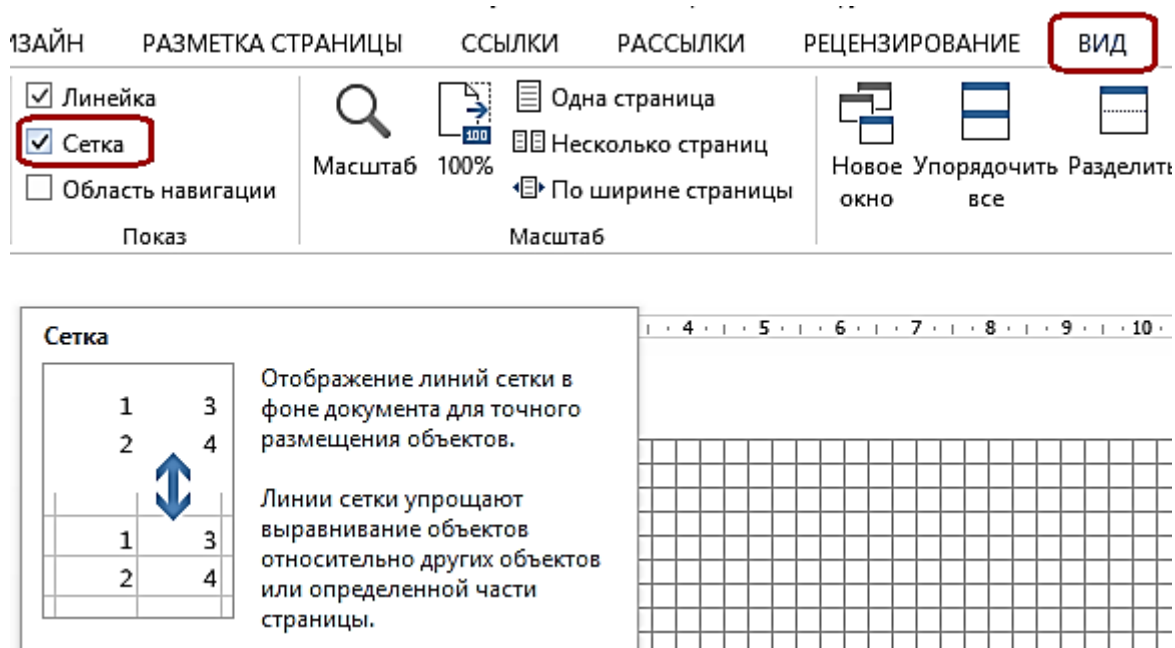 ИЗАЙН РАЗМЕТКА СТРАНИЦЫ ССЫЛКИ РАССЫЛКИ РЕЦЕНЗИРОВАНИЕ ВИД
Линейка
Сетка
Область навигации
Показ
Масштаб
100
100%
Одна страница
Несколько страниц
По ширине страницы
Масштаб
Новое окно
Упорядочить все
Разделить
4 5 6 7 8 9 10
Сетка
1 3
2 4
1 3
2 4
Отображение линий сетки в
фоне документа для точного
размещения объектов.
Линии сетки упрощают
выравнивание объектов
относительно других объектов
или определенной части
страницы.